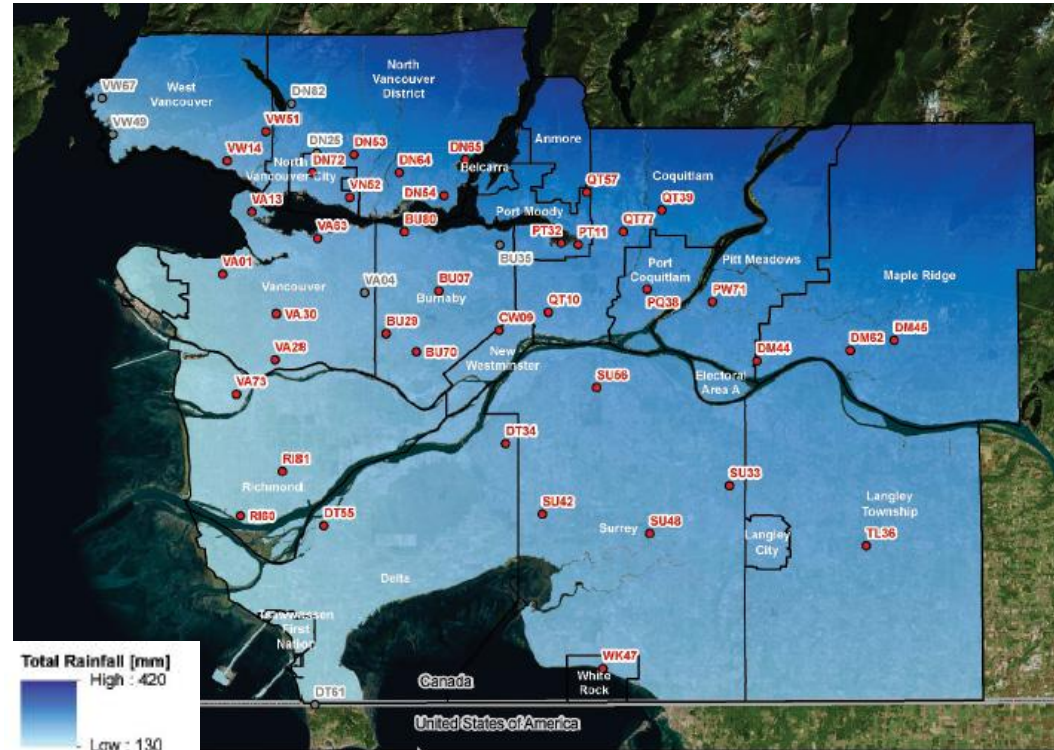 North
Vancouver
District
VW67
West
Vancouver
DN82
VW49
VW51
DN25
DN53
Anmore
VW14
North
Vancouver City
DN72
DN64
DN65
Belcarra
VN52
DN54
QT57
Coquitlam
QT39
VA13
VA63
BU80
Port Moody
PT32
PT11
QT77
BU35
VA01
Vancouver
VA04
BU07
Burnaby
Port
Coquitlam
PQ38
Pitt Meadows
PW71
Maple Ridge
VA30
BU29
CW09
QT10
DM45
DM62
VA28
BU70
New
Westminster
DM44
VA73
SU56
Electoral
Area A
DT34
RI81
Richmond
SU33
RI60
DT55
SU42
Surrey
SU48
Langley
City
Langley
Township
TL36
Delta
Tsawwassen
First
Nation
WK47
White
Rock
DT61
Canada
United States of America
Total Rainfall [mm]
High : 420
Low : 130